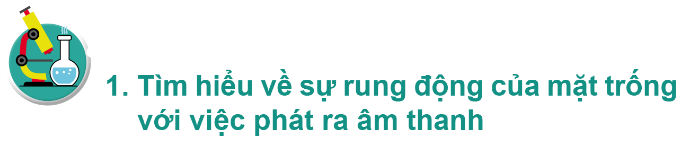 1. Tìm hiểu về sự rung động của mặt trống
với việc phát ra âm thanh